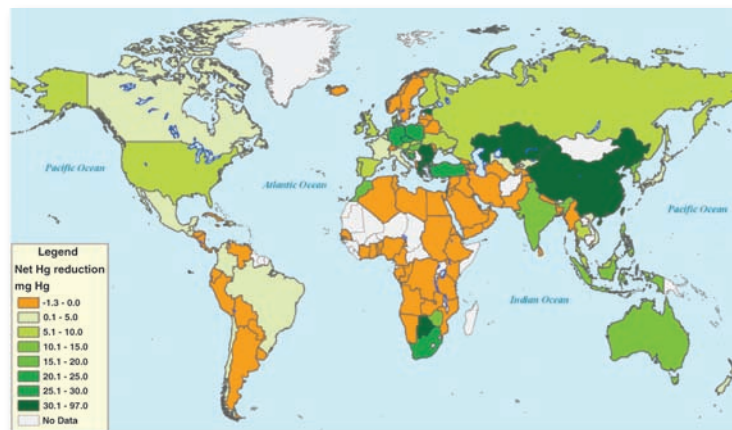 Pacific Ocean
Atlantic Ocean
Pacific Ocean
Indian Ocean
Legend
Net Hg reduction
mg Hg
-1.3 - 0.0
0.1 - 5.0
5.1 - 10.0
10.1 - 15.0
15.1 - 20.0
20.1 - 25.0
25.1 - 30.0
30.1 - 97.0
No Data